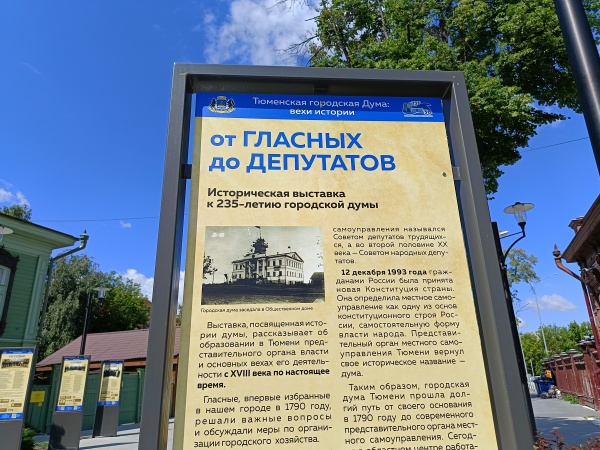 Тюменская городская Дума:
вехи истории
от ГЛАСНЫХ
до ДЕПУТАТОВ
Историческая выставка
к 235-летию городской думы
Городская дума заседала в Общественном доме
Выставка, посвященная исто-
рии думы, рассказывает об
образовании в Тюмени пред-
ставительного органа власти
и основных вехах его деятель-
ности с XVIII века по настоящее
время.
Гласные, впервые избранные
в нашем городе в 1790 году,
решали важные вопросы
и обсуждали меры по органи-
зации городского хозяйства.
самоуправления назывался
Советом депутатов трудящих-
ся, а во второй половине XX
века – Советом народных депу-
татов.
12 декабря 1993 года граж-
данами России была принята
новая Конституция страны.
Она определила местное само-
управление как одну из основ
конституционного строя Рос-
сии, самостоятельную форму
власти народа. Представи-
тельный орган местного само-
управления Тюмени вернул
свое историческое название –
дума.
Таким образом, городская
дума Тюмени прошла дол-
гий путь от своего основания
в 1790 году до современного
представительного органа мест-
ного самоуправления. Сегод-
в областном центре работа-